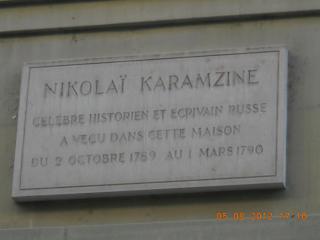 NIKOLAÏ KARAMZINE
CELEBRE HISTORIEN ET ECRIVAIN RUSSE
A VECU DANS CETTE MAISON
DU 2 OCTOBRE 1789 AU 1 MARS 1790
05.08.2012 17:16